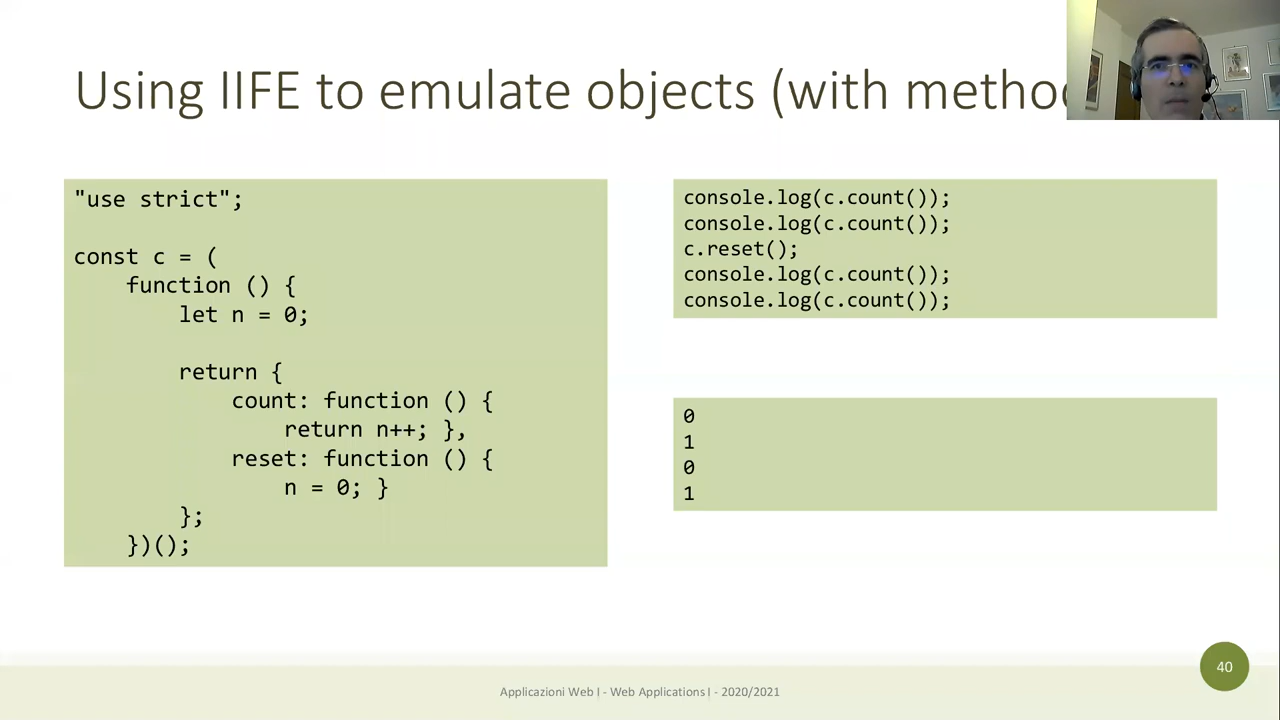 Using IIFE to emulate objects (with metho
"use strict";
const c = (
function () {
let n = 0;
return {
count: function () {
return n++; },
reset: function () {
n = 0; }
};
})();
console.log(c.count());
console.log(c.count());
c.reset();
console.log(c.count());
console.log(c.count());
0
1
0
1
Applicazioni Web I - Web Applications I - 2020/2021
40